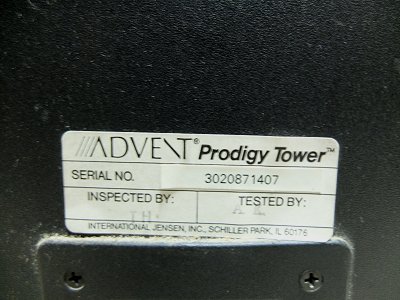 ADVENT® Prodigy Tower™
SERIAL NO. 3020871407
INSPECTED BY: TESTED BY:
INTERNATIONAL JENSEN, INC., SCHILLER PARK, IL 60176